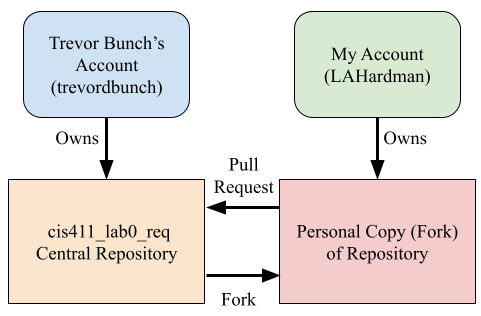 Trevor Bunch's
Account
(trevordbunch)
My Account
(LAHardman)
Owns
Owns
Pull
Request
cis411_lab0_req
Central Repository
Personal Copy (Fork)
of Repository
Fork